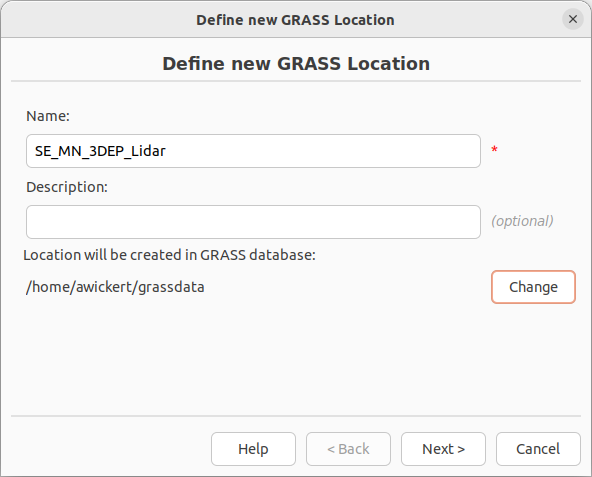 Define new GRASS Location
Define new GRASS Location
Name:
SE_MN_3DEP_Lidar *
Description:
(optional)
Location will be created in GRASS database:
/home/awickert/grassdata Change
Help < Back Next > Cancel